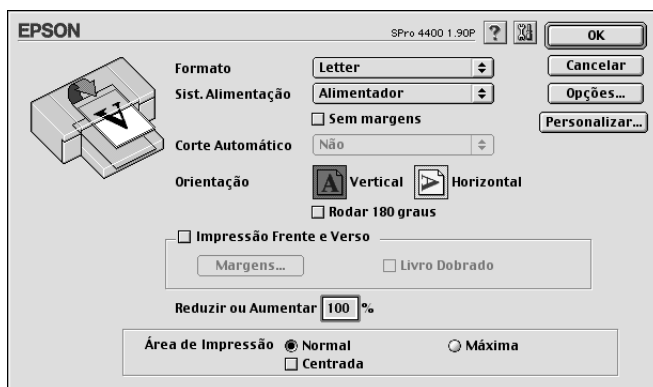 EPSON SPro 4400 1.90P ? OK
Formato Letter Cancelar
Sist. Alimentação Alimentador Opções...
Sem margens Personalizar...
Corte Automático Não
Orientação A Vertical A Horizontal
Rodar 180 graus
Impressão Frente e Verso
Margens... Livro Dobrado
Reduzir ou Aumentar 100 %
Área de Impressão Normal Máxima
Centrada